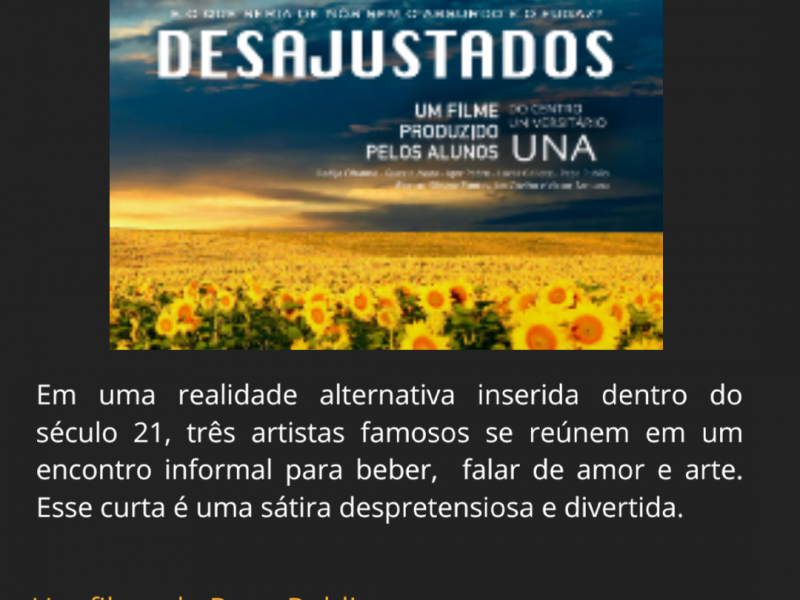 E O QUE SERIA DE NÓS SEM O ABSURDO E O FUGAZ?
DESAJUSTADOS
UM FILME
PRODUZIDO
PELOS ALUNOS
DO CENTRO
UNIVERSITÁRIO
UNA
Em uma realidade alternativa inserida dentro do
século 21, três artistas famosos se reúnem em um
encontro informal para beber, falar de amor e arte.
Esse curta é uma sátira despretensiosa e divertida.